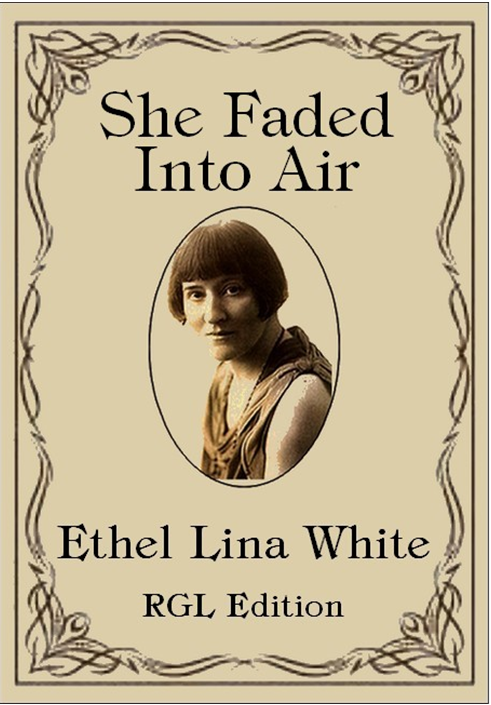 She Faded
Into Air
Ethel Lina White
RGL Edition